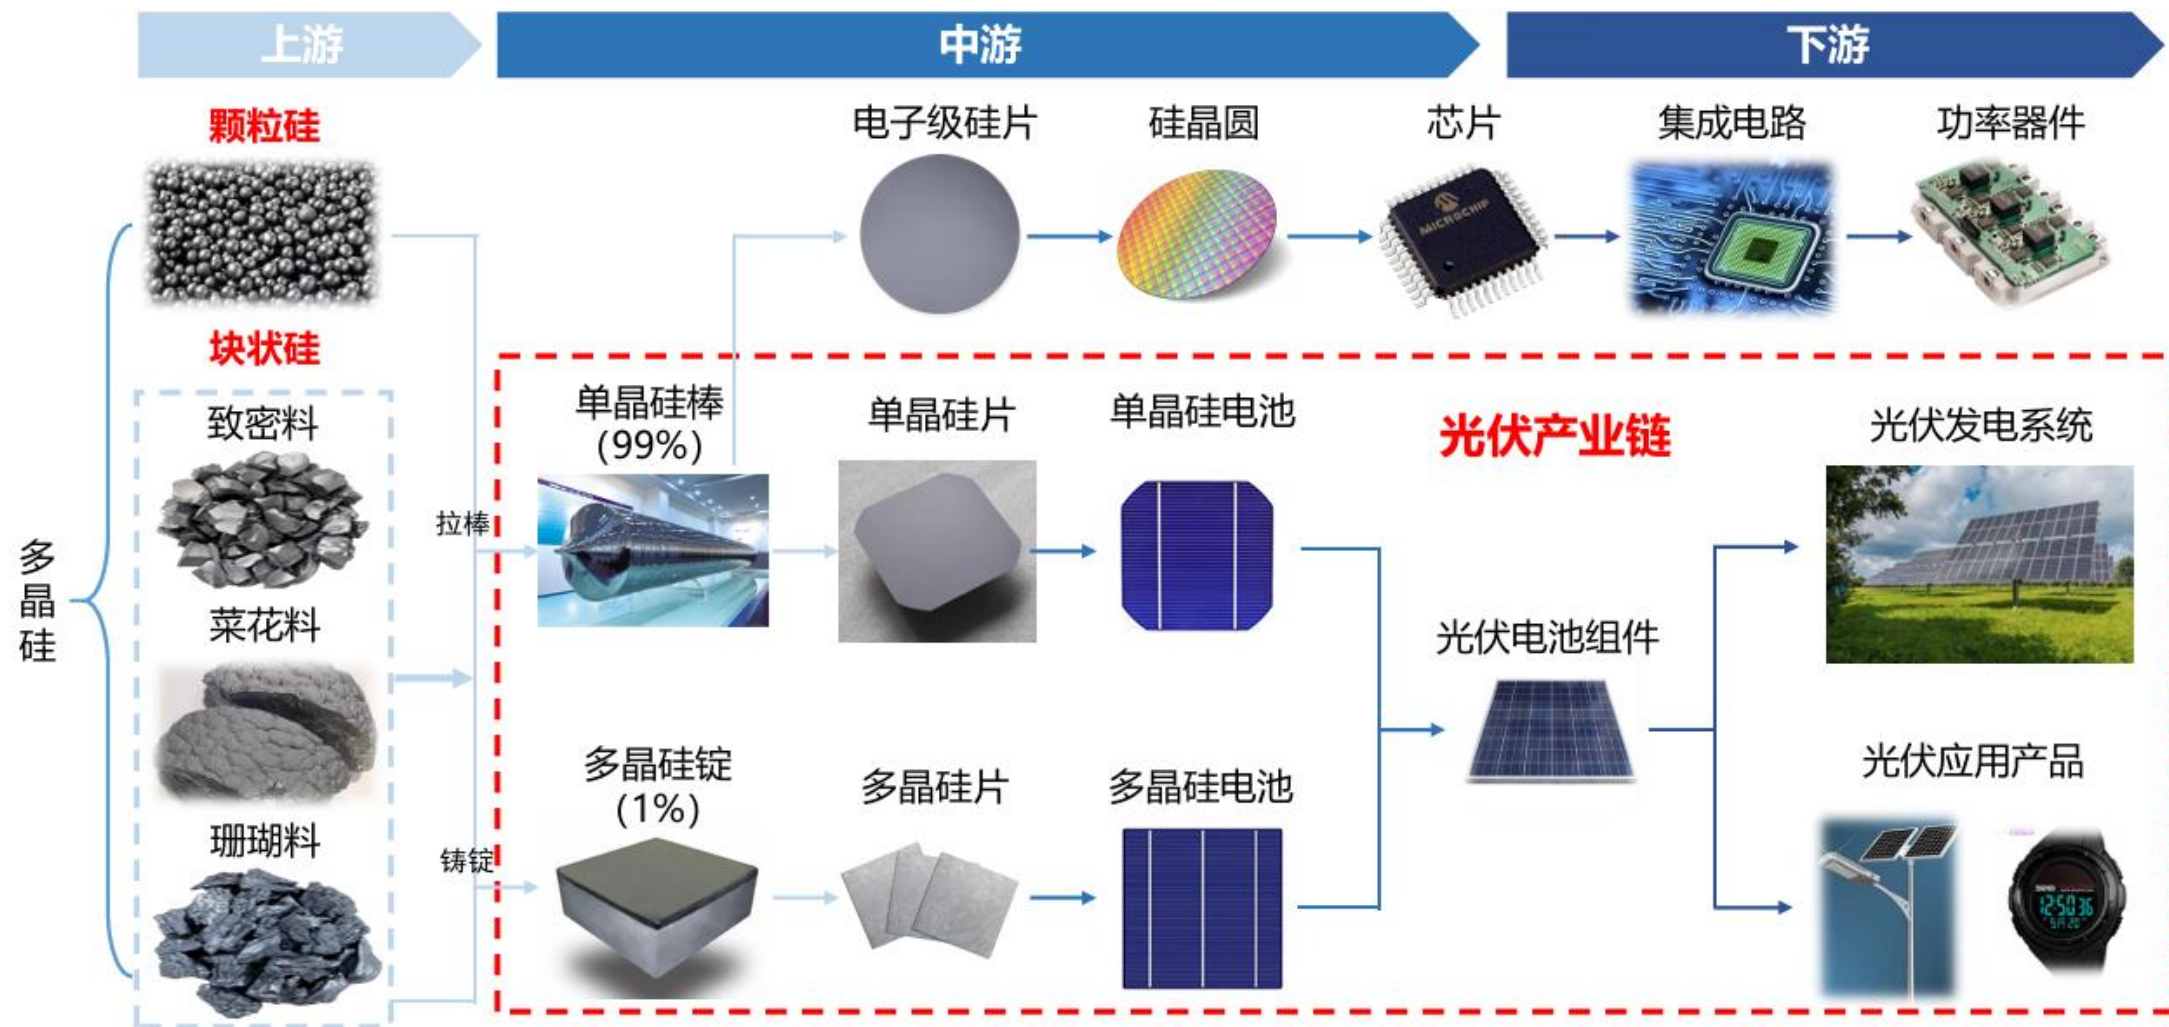 上游
中游
下游
颗粒硅
电子级硅片
硅晶圆
芯片
集成电路
功率器件
MICROCHIP
块状硅
致密料
单晶硅棒
(99%)
单晶硅片
单晶硅电池
光伏产业链
光伏发电系统
拉棒
多晶硅
菜花料
光伏电池组件
多晶硅锭
(1%)
多晶硅片
多晶硅电池
光伏应用产品
珊瑚料
铸锭
12:50 36